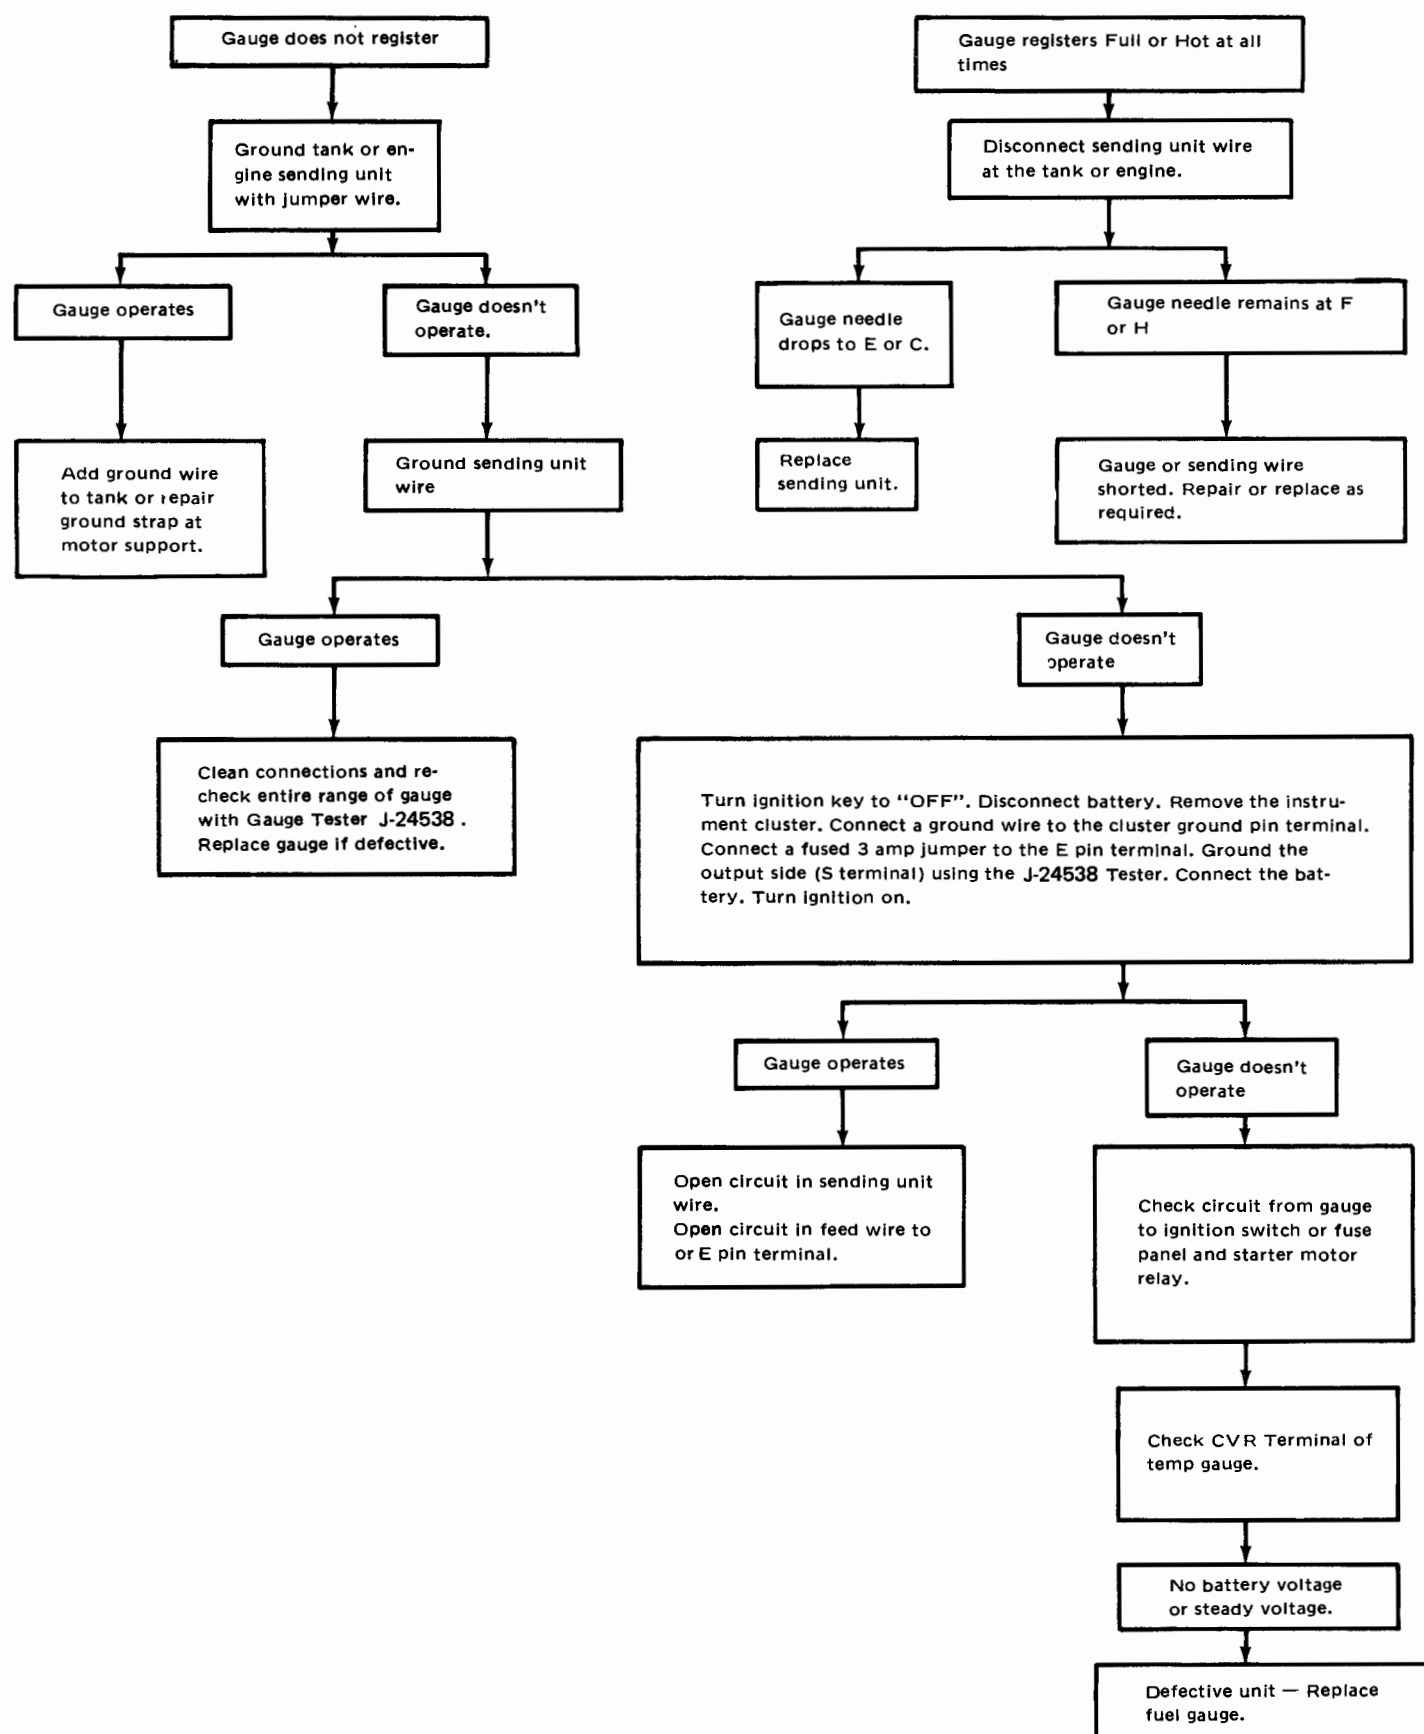 Gauge does not register
Ground tank or en-
gine sending unit
with jumper wire.
Gauge operates
Gauge doesn't
operate.
Add ground wire
to tank or repair
ground strap at
motor support.
Ground sending unit
wire
Gauge registers Full or Hot at all
times
Disconnect sending unit wire
at the tank or engine.
Gauge needle
drops to E or C.
Gauge needle remains at F
or H
Replace
sending unit.
Gauge or sending wire
shorted. Repair or replace as
required.
Gauge operates
Gauge doesn't
operate
Clean connections and re-
check entire range of gauge
with Gauge Tester J-24538 .
Replace gauge if defective.
Turn ignition key to "OFF". Disconnect battery. Remove the instru-
ment cluster. Connect a ground wire to the cluster ground pin terminal.
Connect a fused 3 amp jumper to the E pin terminal. Ground the
output side (S terminal) using the J-24538 Tester. Connect the bat-
tery. Turn ignition on.
Gauge operates
Gauge doesn't
operate
Open circuit in sending unit
wire.
Open circuit in feed wire to
or E pin terminal.
Check circuit from gauge
to ignition switch or fuse
panel and starter motor
relay.
Check CVR Terminal of
temp gauge.
No battery voltage
or steady voltage.
Defective unit — Replace
fuel gauge.